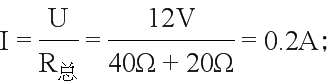 I = U/R总 = 12V/(40Ω + 20Ω) = 0.2A；